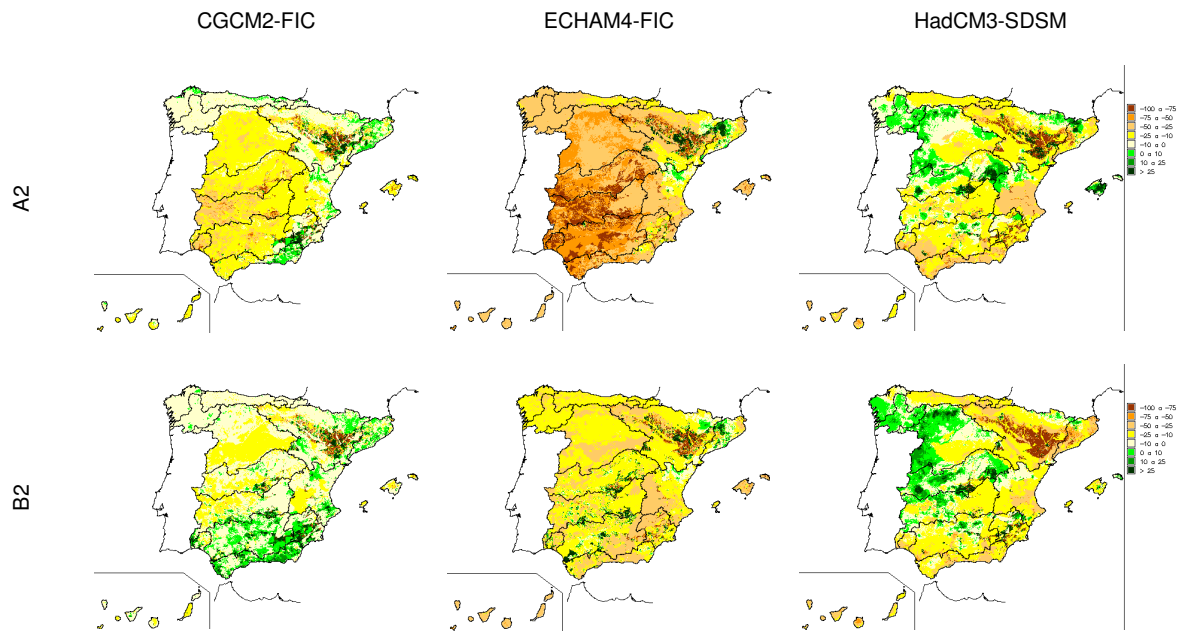 CGCM2-FIC
ECHAM4-FIC
HadCM3-SDSM
A2
-100 a -75
-75 a -50
-50 a -25
-25 a -10
-10 a 0
0 a 10
10 a 25
> 25
B2
-100 a -75
-75 a -50
-50 a -25
-25 a -10
-10 a 0
0 a 10
10 a 25
> 25